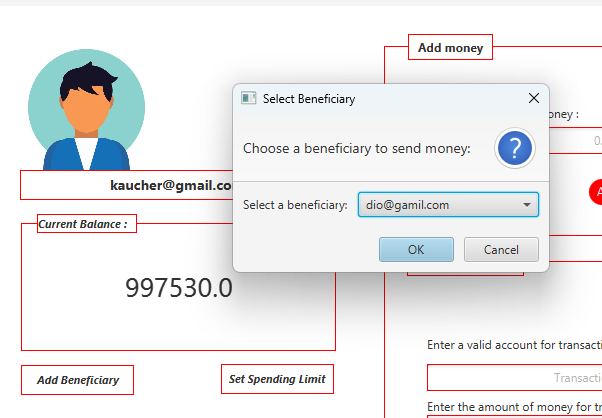 Add money
Select Beneficiary
oney :
Choose a beneficiary to send money:
?
0.
kaucher@gmail.co
Select a beneficiary:
dio@gamil.com
A
Current Balance :
OK
Cancel
997530.0
Enter a valid account for transacti
Add Beneficiary
Set Spending Limit
Transacti
Enter the amount of money for tr